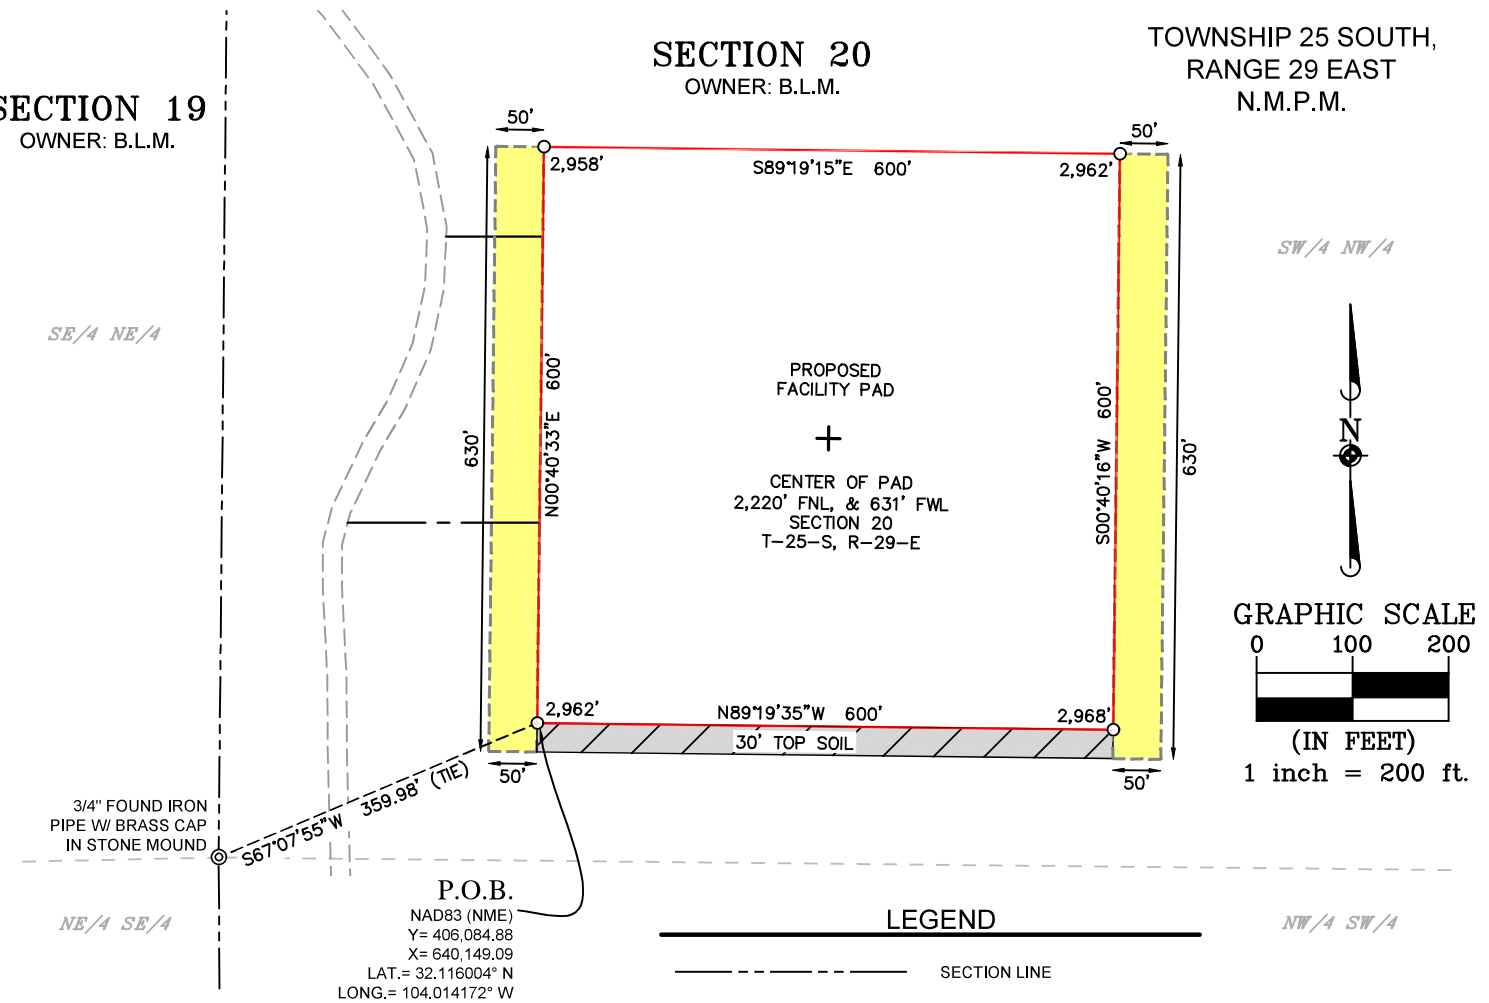 SECTION 20
OWNER: B.L.M.
TOWNSHIP 25 SOUTH,
RANGE 29 EAST
N.M.P.M.
SECTION 19
OWNER: B.L.M.
50'
50'
2,958'
S89°19'15"E 600'
2,962'
SW/4 NW/4
SE/4 NE/4
630'
N00°40'33"E 600'
PROPOSED
FACILITY PAD
CENTER OF PAD
2,220' FNL, & 631' FWL
SECTION 20
T-25-S, R-29-E
S00°40'16"W 600'
630'
N
GRAPHIC SCALE
0 100 200
(IN FEET)
1 inch = 200 ft.
2,962'
N89°19'35"W 600'
2,968'
30' TOP SOIL
50'
50'
S67°07'55"W 359.98' (TIE)
3/4" FOUND IRON
PIPE W/ BRASS CAP
IN STONE MOUND
P.O.B.
NAD83 (NME)
Y= 406,084.88
X= 640,149.09
LAT.= 32.116004° N
LONG.= 104.014172° W
NE/4 SE/4
NW/4 SW/4
LEGEND
SECTION LINE